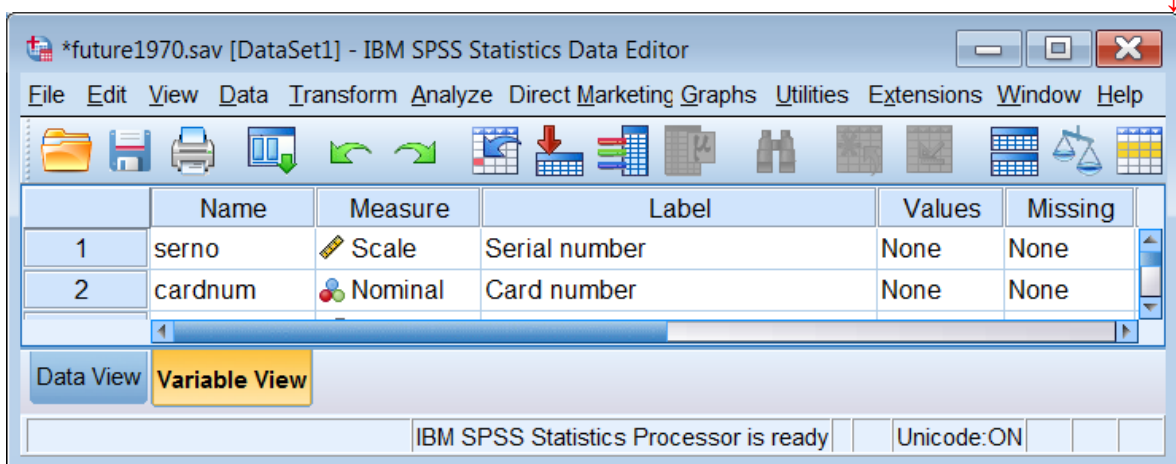 *future1970.sav [DataSet1] - IBM SPSS Statistics Data Editor
File Edit View Data Transform Analyze Direct Marketing Graphs Utilities Extensions Window Help
Name Measure Label Values Missing
1 serno Scale Serial number None None
2 cardnum Nominal Card number None None
Data View Variable View
IBM SPSS Statistics Processor is ready Unicode:ON